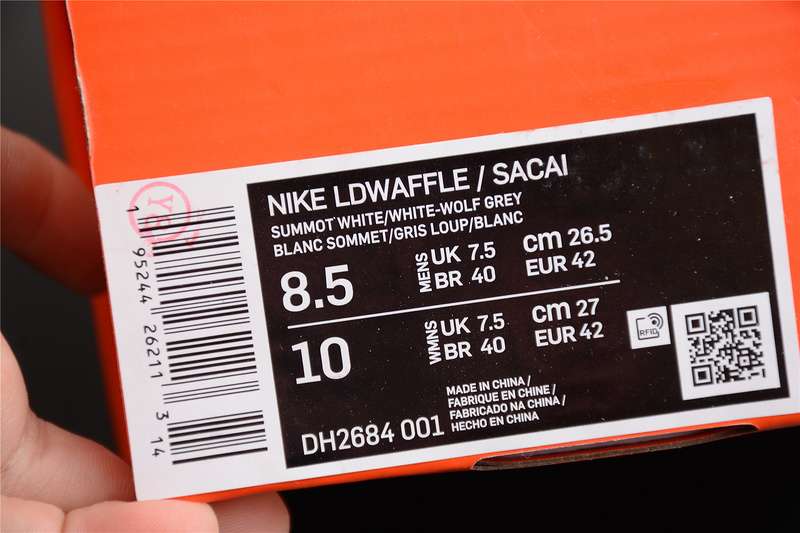 NIKE LDWAFFLE / SACAI
SUMMOT WHITE/WHITE-WOLF GREY
BLANC SOMMET/GRIS LOUP/BLANC
8.5 MENS UK 7.5 cm 26.5
BR 40 EUR 42
10 WMNS UK 7.5 cm 27
BR 40 EUR 42
RFID
MADE IN CHINA /
FABRIQUE EN CHINE /
FABRICADO NA CHINA /
HECHO EN CHINA
DH2684 001
1 95244 26211 3 14